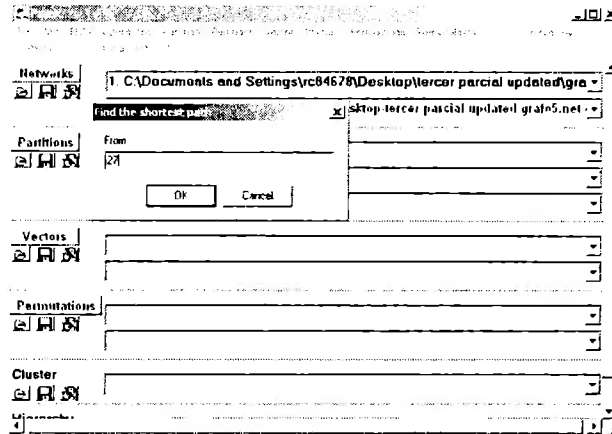 Networks
1. C:\Documents and Settings\rc84678\Desktop\tercer parcial updated\gra
Find the shortest path
sktop-tercer parcial updated grafo5.net
Partitions
From
27
OK
Cancel
Vectors
Permutations
Cluster
Hierarchy